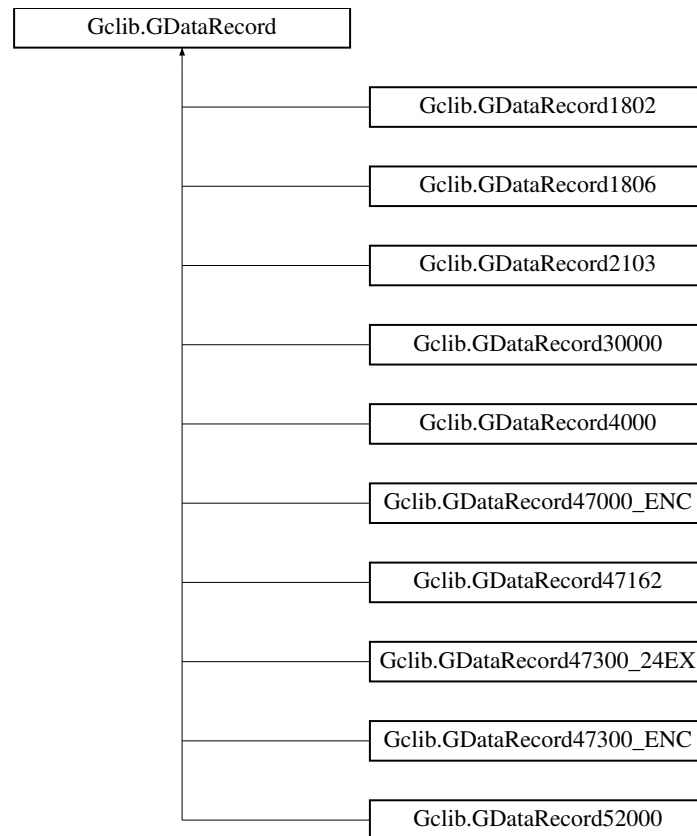 Gclib.GDataRecord
Gclib.GDataRecord1802
Gclib.GDataRecord1806
Gclib.GDataRecord2103
Gclib.GDataRecord30000
Gclib.GDataRecord4000
Gclib.GDataRecord47000_ENC
Gclib.GDataRecord47162
Gclib.GDataRecord47300_24EX
Gclib.GDataRecord47300_ENC
Gclib.GDataRecord52000